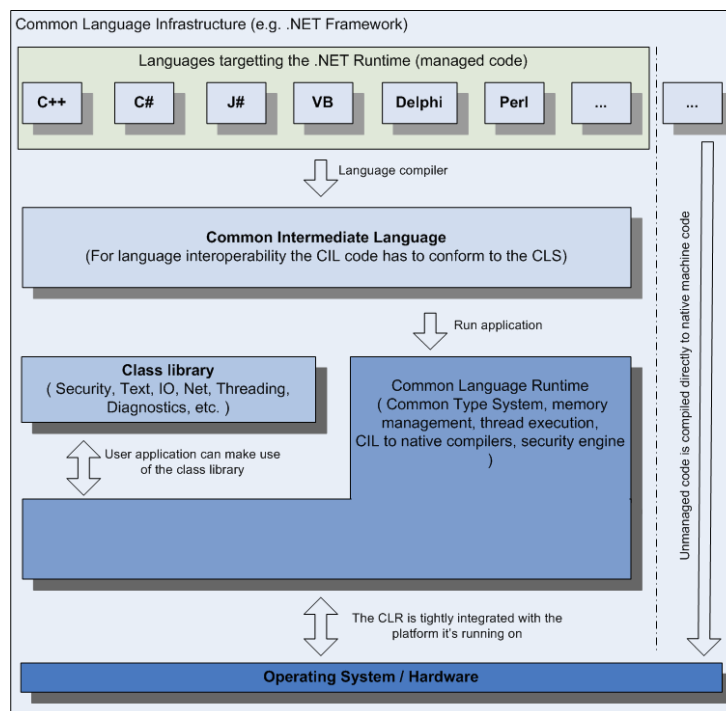 Common Language Infrastructure (e.g. .NET Framework)
Languages targetting the .NET Runtime (managed code)
C++
C#
J#
VB
Delphi
Perl
...
...
Language compiler
Common Intermediate Language
(For language interoperability the CIL code has to conform to the CLS)
Run application
Class library
( Security, Text, IO, Net, Threading,
Diagnostics, etc. )
Common Language Runtime
( Common Type System, memory
management, thread execution,
CIL to native compilers, security engine
)
User application can make use
of the class library
The CLR is tightly integrated with the
platform it's running on
Unmanaged code is compiled directly to native machine code
Operating System / Hardware